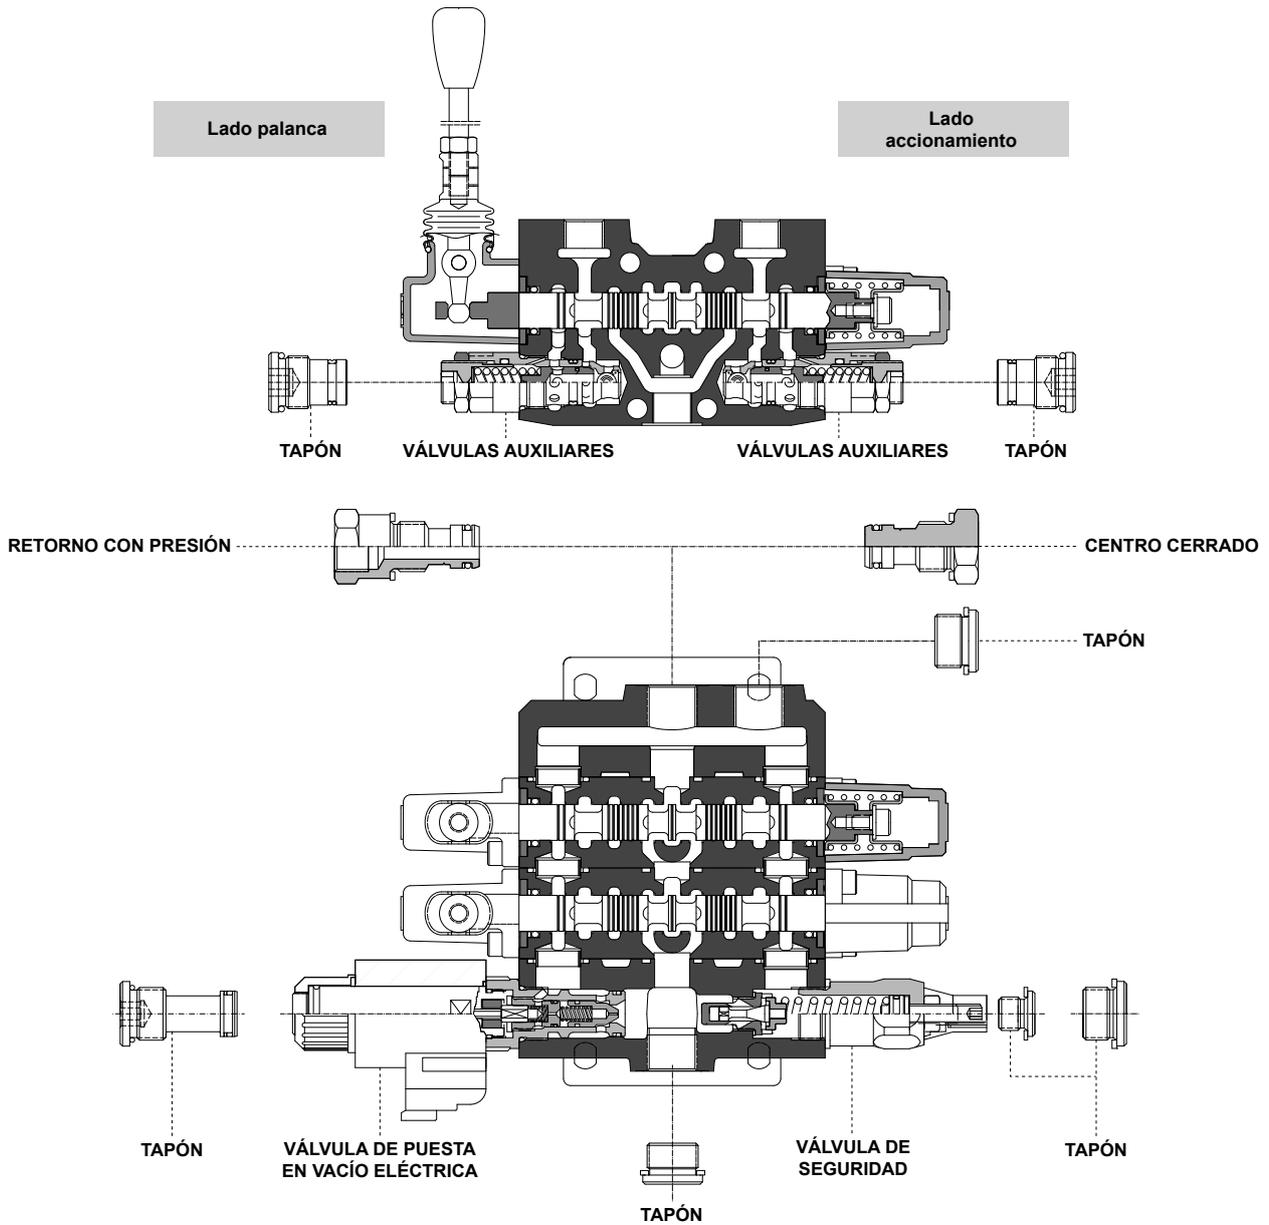 Lado palanca
Lado
accionamiento
TAPÓN
VÁLVULAS AUXILIARES
VÁLVULAS AUXILIARES
TAPÓN
RETORNO CON PRESIÓN
CENTRO CERRADO
TAPÓN
TAPÓN
VÁLVULA DE PUESTA
EN VACÍO ELÉCTRICA
VÁLVULA DE
SEGURIDAD
TAPÓN
TAPÓN